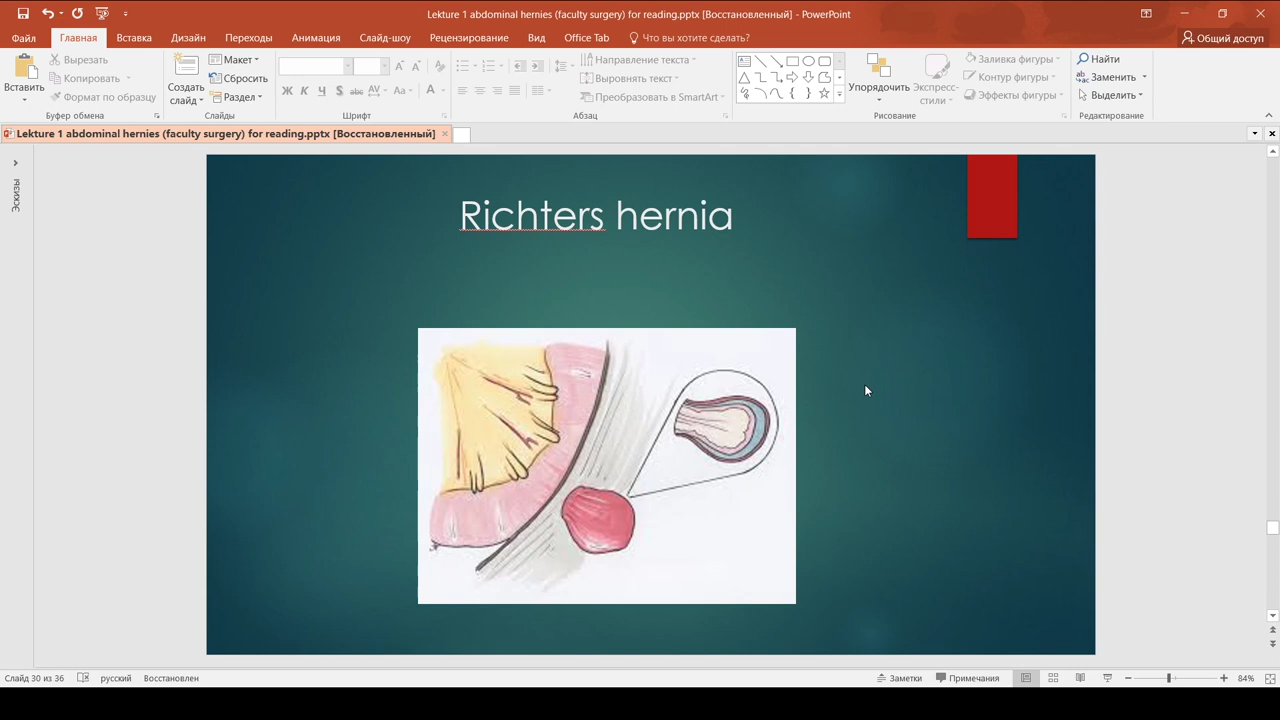 Lekture 1 abdominal hernies (faculty surgery) for reading.pptx [Восстановленный] - PowerPoint
Файл Главная Вставка Дизайн Переходы Анимация Слайд-шоу Рецензирование Вид Office Tab Что вы хотите сделать? Общий доступ
Вставить
Вырезать
Копировать
Формат по образцу
Буфер обмена
Создать слайд
Макет
Сбросить
Раздел
Слайды
Ж К Ч S abc AV Aa A
Шрифт
Направление текста
Выровнять текст
Преобразовать в SmartArt
Абзац
Упорядочить
Экспресс-стили
Заливка фигуры
Контур фигуры
Эффекты фигуры
Рисование
Найти
Заменить
Выделить
Редактирование
Lekture 1 abdominal hernies (faculty surgery) for reading.pptx [Восстановленный]
Эскизы
Richters hernia
Слайд 30 из 36 русский Восстановлен Заметки Примечания 84%